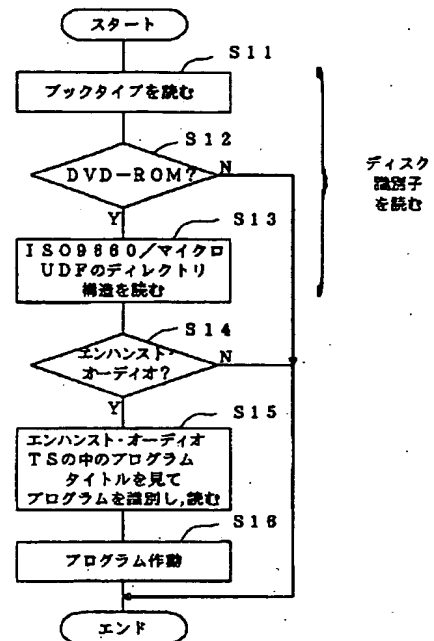 スタート
S11
ブックタイプを読む
S12
DVD-ROM?
N
Y
S13
ISO9660/マイクロ
UDFのディレクトリ
構造を読む
ディスク
識別子
を読む
S14
エンハンスト・
オーディオ?
N
Y
S15
エンハンスト・オーディオ
TSの中のプログラム
タイトルを見て
プログラムを識別し,読む
S16
プログラム作動
エンド